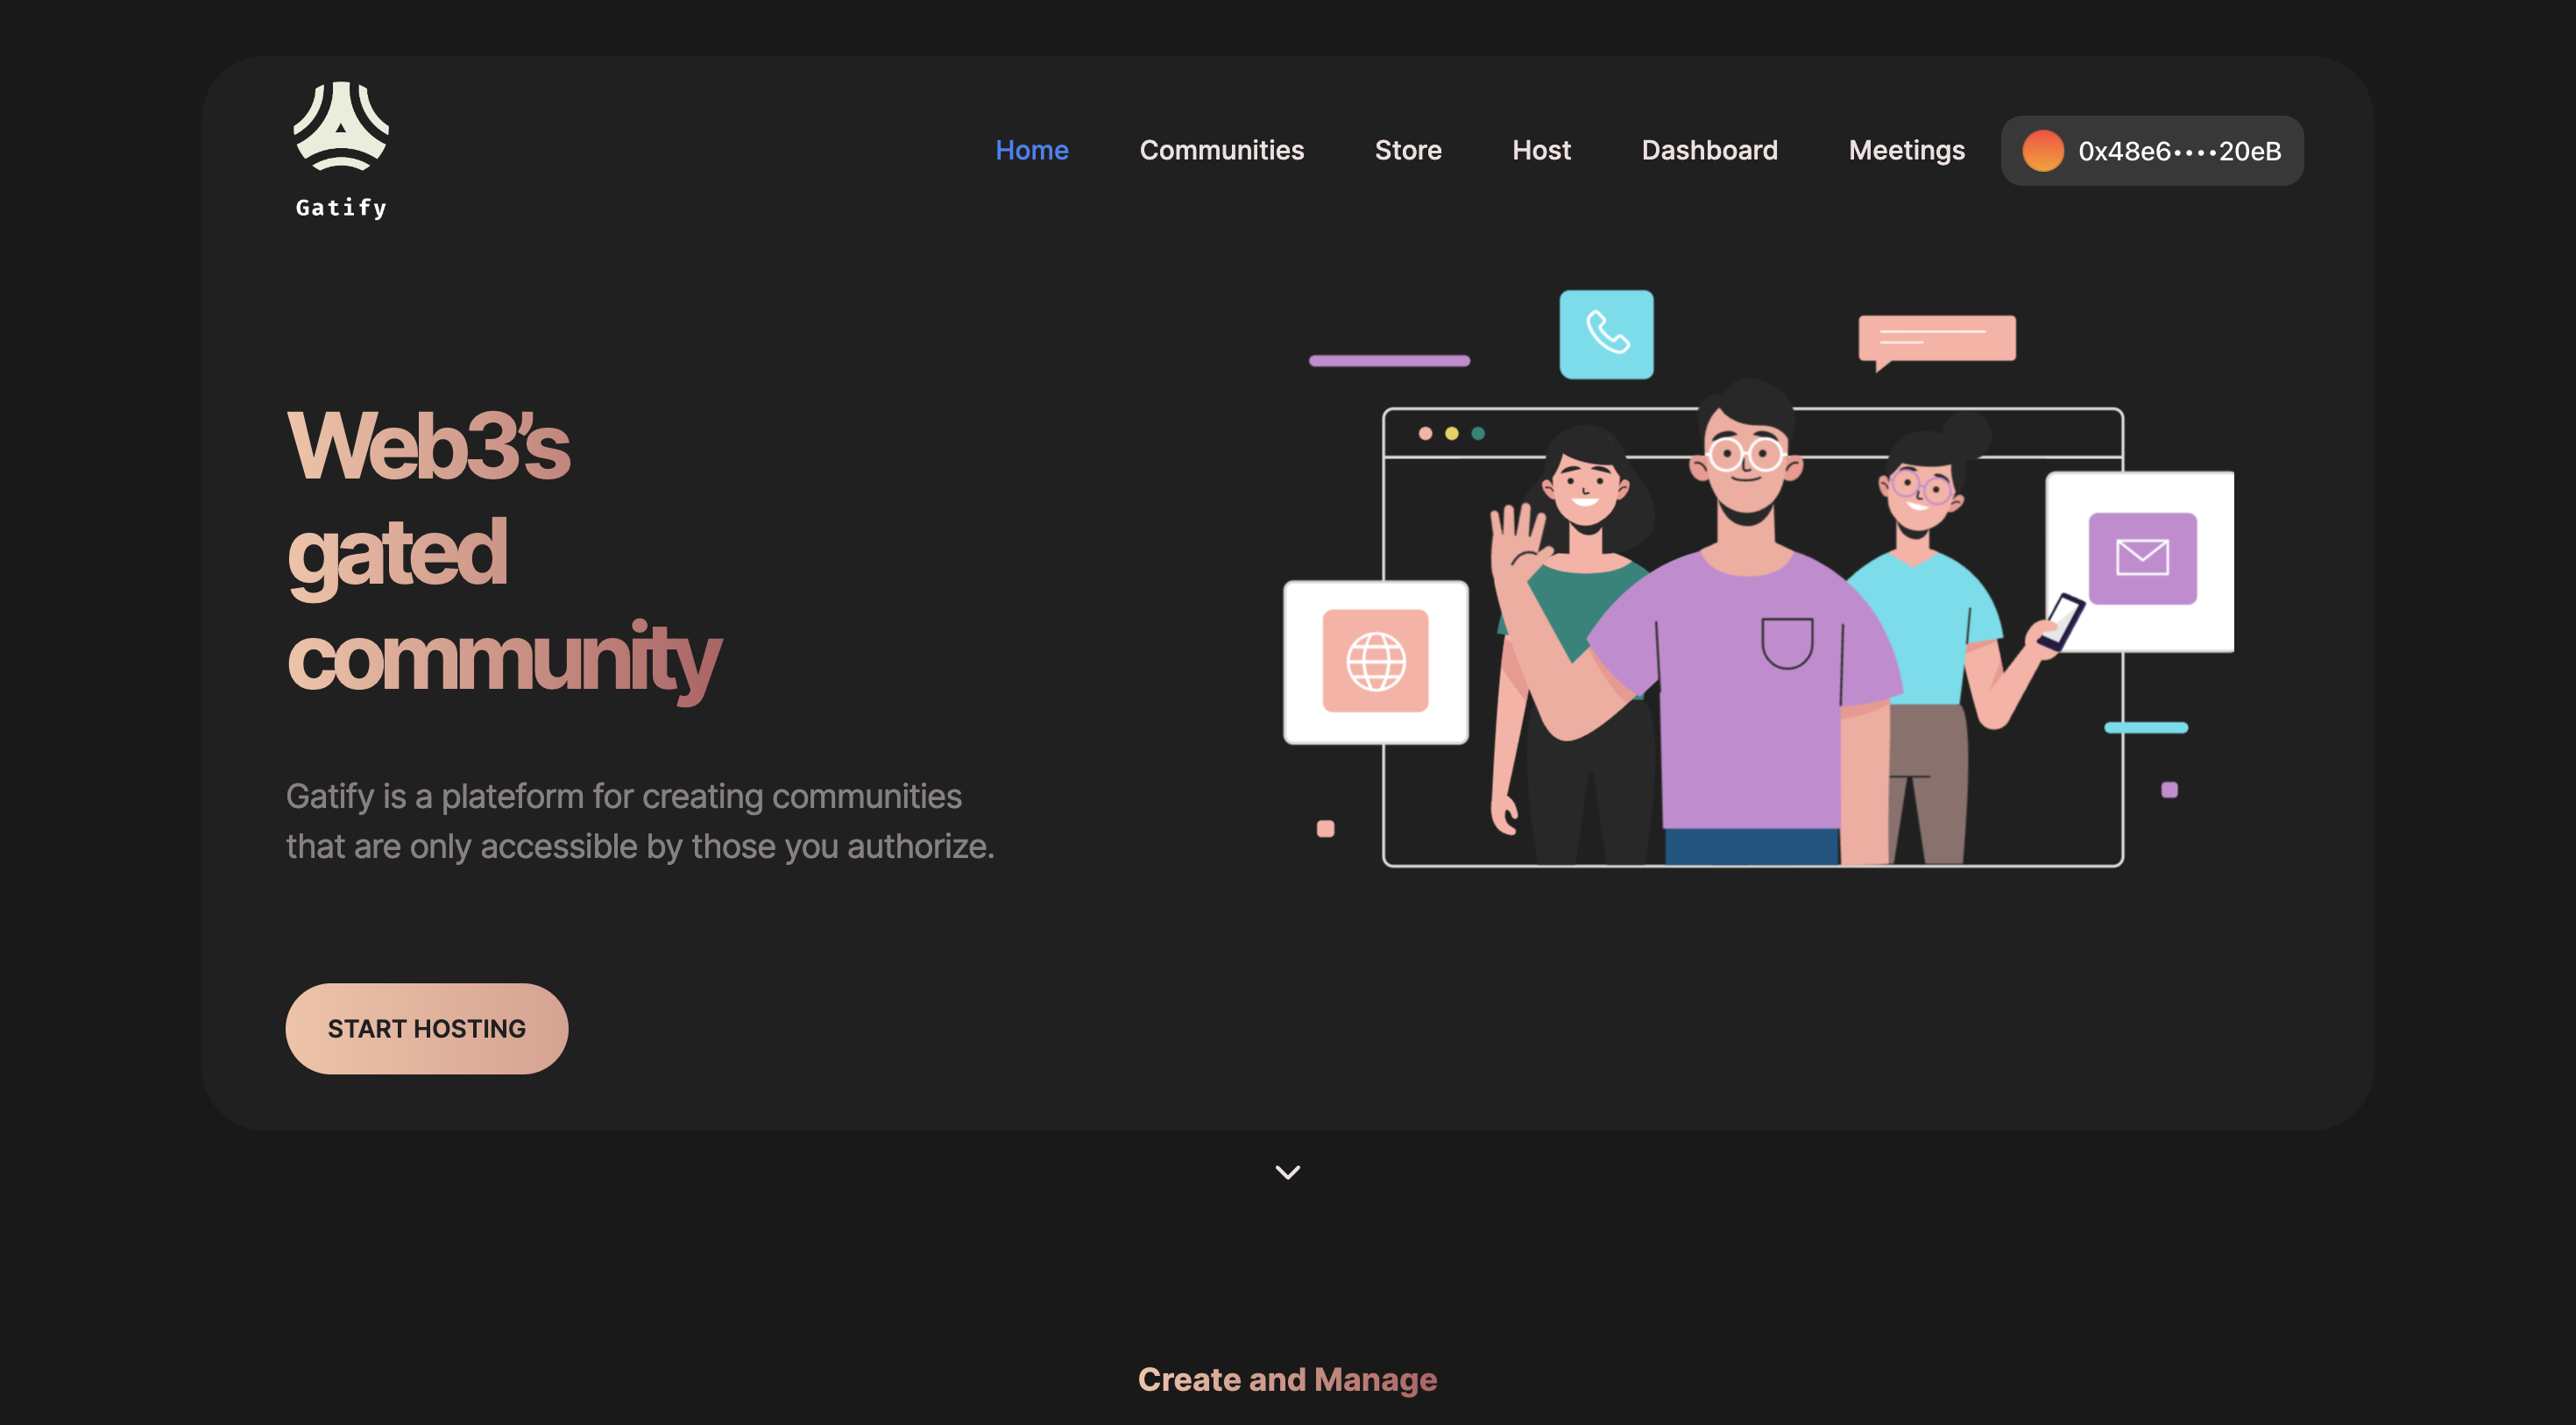 Gatify
Home Communities Store Host Dashboard Meetings 0x48e6••••20eB
Web3’s
gated
community
Gatify is a plateform for creating communities
that are only accessible by those you authorize.
START HOSTING
Create and Manage